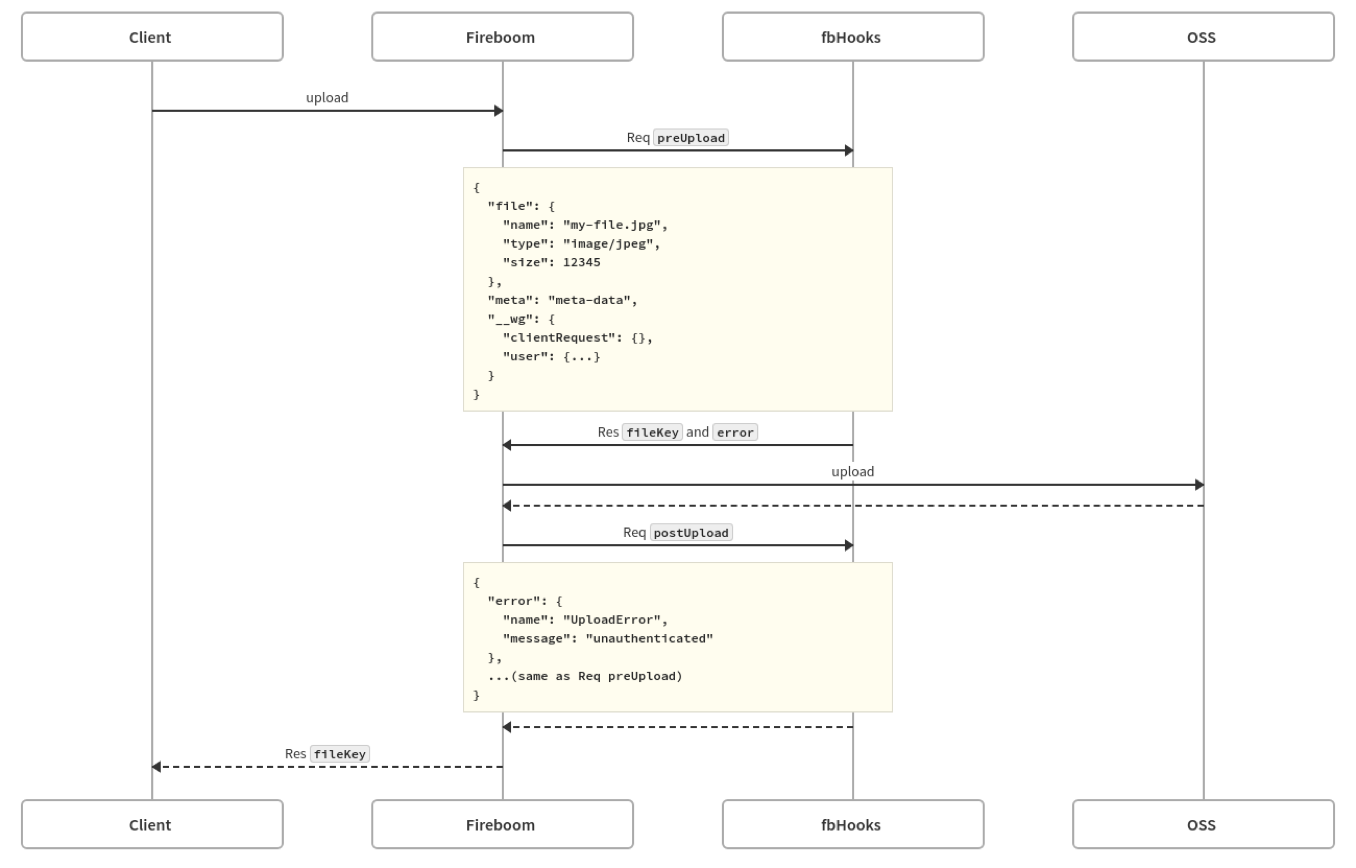 Client Fireboom fbHooks OSS
upload
Req preUpload
{
  "file": {
    "name": "my-file.jpg",
    "type": "image/jpeg",
    "size": 12345
  },
  "meta": "meta-data",
  "__wg": {
    "clientRequest": {},
    "user": {...}
  }
}
Res fileKey and error
upload
Req postUpload
{
  "error": {
    "name": "UploadError",
    "message": "unauthenticated"
  },
  ...(same as Req preUpload)
}
Res fileKey
Client Fireboom fbHooks OSS